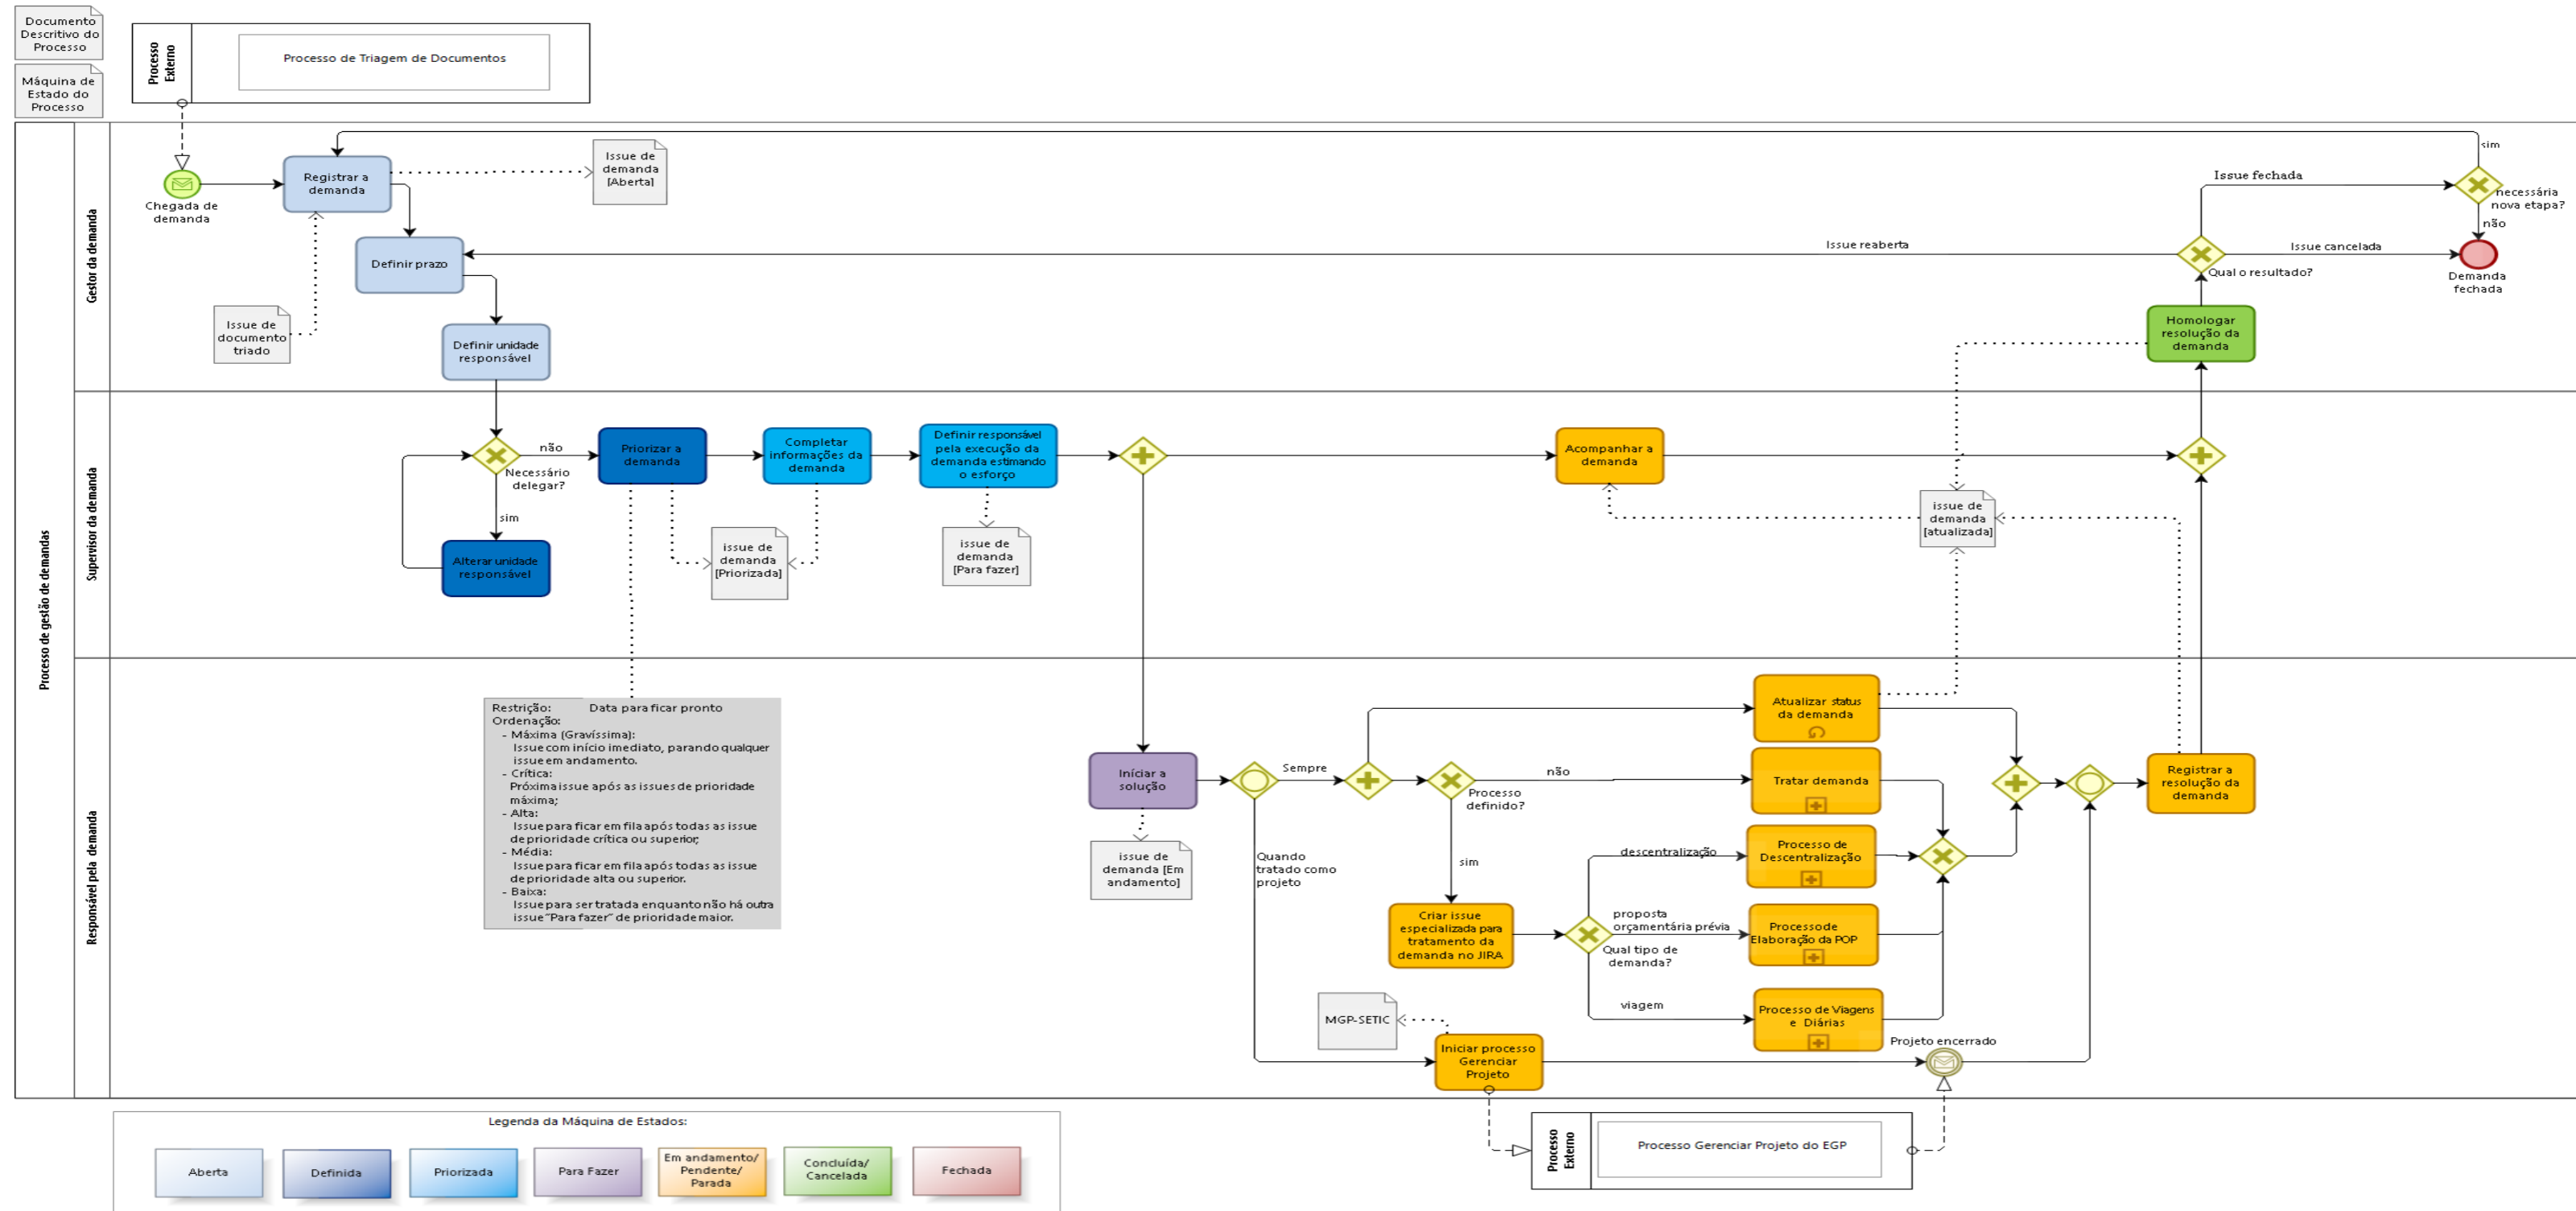 Documento
Descritivo do
Processo
Máquina de
Estado do
Processo
Processo
Externo
Processo de Triagem de Documentos
Processo de gestão de demandas
Gestor da demanda
Chegada de
demanda
Registrar a
demanda
Issue de
demanda
[Aberta]
Definir prazo
Issue de
documento
triado
Definir unidade
responsável
Issue reaberta
Issue fechada
sim
necessária
nova etapa?
não
Issue cancelada
Qual o resultado?
Demanda
fechada
Homologar
resolução da
demanda
Supervisor da demanda
não
Necessário
delegar?
sim
Alterar unidade
responsável
Priorizar a
demanda
Completar
informações da
demanda
Definir responsável
pela execução da
demanda estimando
o esforço
issue de
demanda
[Priorizada]
issue de
demanda
[Para fazer]
Acompanhar a
demanda
issue de
demanda
[atualizada]
Responsável pela demanda
Restrição: Data para ficar pronto
Ordenação:
- Máxima (Gravíssima):
Issue com início imediato, parando qualquer
issue em andamento.
- Crítica:
Próxima issue após as issues de prioridade
máxima;
- Alta:
Issue para ficar em fila após todas as issue
de prioridade crítica ou superior;
- Média:
Issue para ficar em fila após todas as issue
de prioridade alta ou superior.
- Baixa:
Issue para ser tratada enquanto não há outra
issue "Para fazer" de prioridade maior.
Iníciar a
solução
issue de
demanda [Em
andamento]
Sempre
Quando
tratado como
projeto
Processo
definido?
não
sim
Atualizar status
da demanda
Tratar demanda
descentralização
Processo de
Descentralização
Criar issue
especializada para
tratamento da
demanda no JIRA
proposta
orçamentária prévia
Qual tipo de
demanda?
Processo de
Elaboração da POP
viagem
Processo de Viagens
e Diárias
MGP-SETIC
Iniciar processo
Gerenciar
Projeto
Projeto encerrado
Registrar a
resolução da
demanda
Processo
Externo
Processo Gerenciar Projeto do EGP
Legenda da Máquina de Estados:
Aberta
Definida
Priorizada
Para Fazer
Em andamento/
Pendente/
Parada
Concluída/
Cancelada
Fechada